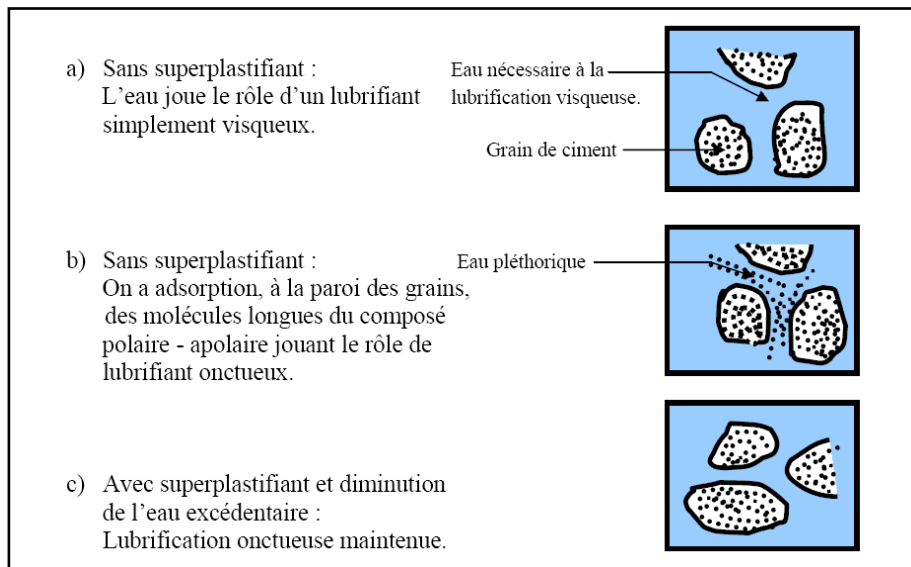 a) Sans superplastifiant :
L'eau joue le rôle d'un lubrifiant
simplement visqueux.
Eau nécessaire à la
lubrification visqueuse.
Grain de ciment
b) Sans superplastifiant :
On a adsorption, à la paroi des grains,
des molécules longues du composé
polaire - apolaire jouant le rôle de
lubrifiant onctueux.
Eau pléthorique
c) Avec superplastifiant et diminution
de l'eau excédentaire :
Lubrification onctueuse maintenue.